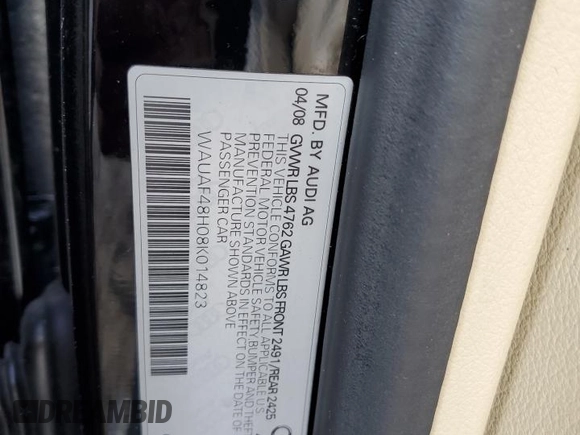 MFD. BY AUDI AG
04/08 GVWR LBS 4762 GAWR LBS FRONT 2491/REAR 2425
THIS VEHICLE CONFORMS TO ALL APPLICABLE U.S.
FEDERAL MOTOR VEHICLE SAFETY, BUMPER AND THEFT
PREVENTION STANDARDS IN EFFECT ON THE DATE OF
MANUFACTURE SHOWN ABOVE
PASSENGER CAR
WAUAF48H08K014823
DREAMBID